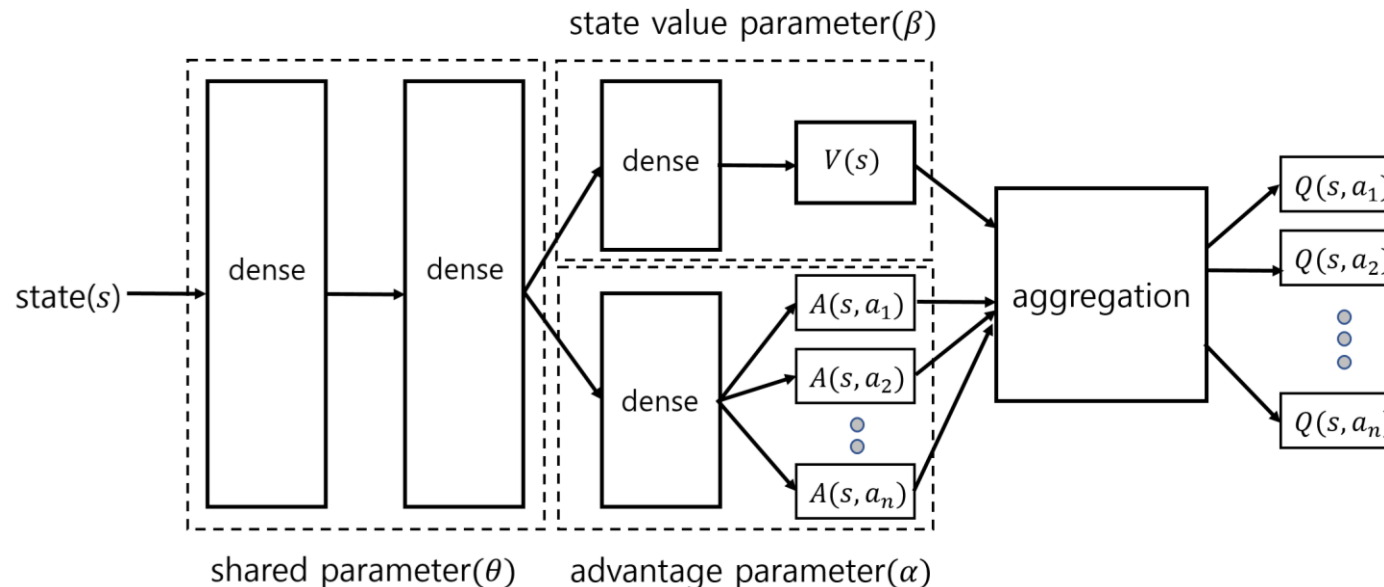 state value parameter(β)
state(s)
dense
dense
dense
V(s)
dense
A(s, a₁)
A(s, a₂)
A(s, aₙ)
aggregation
Q(s, a₁)
Q(s, a₂)
Q(s, aₙ)
shared parameter(θ)
advantage parameter(α)